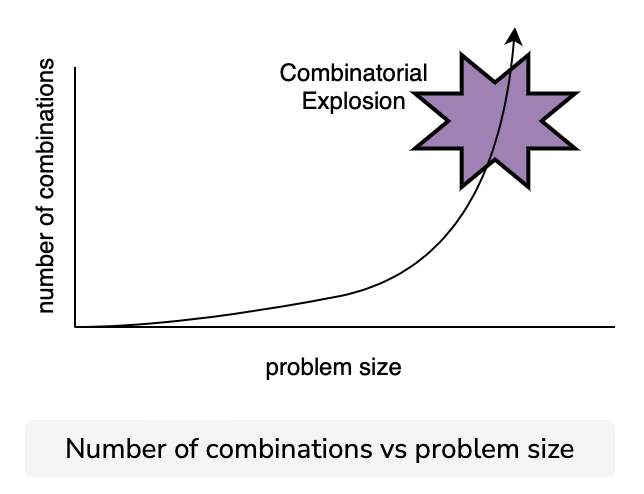 Combinatorial
Explosion
number of combinations
problem size
Number of combinations vs problem size